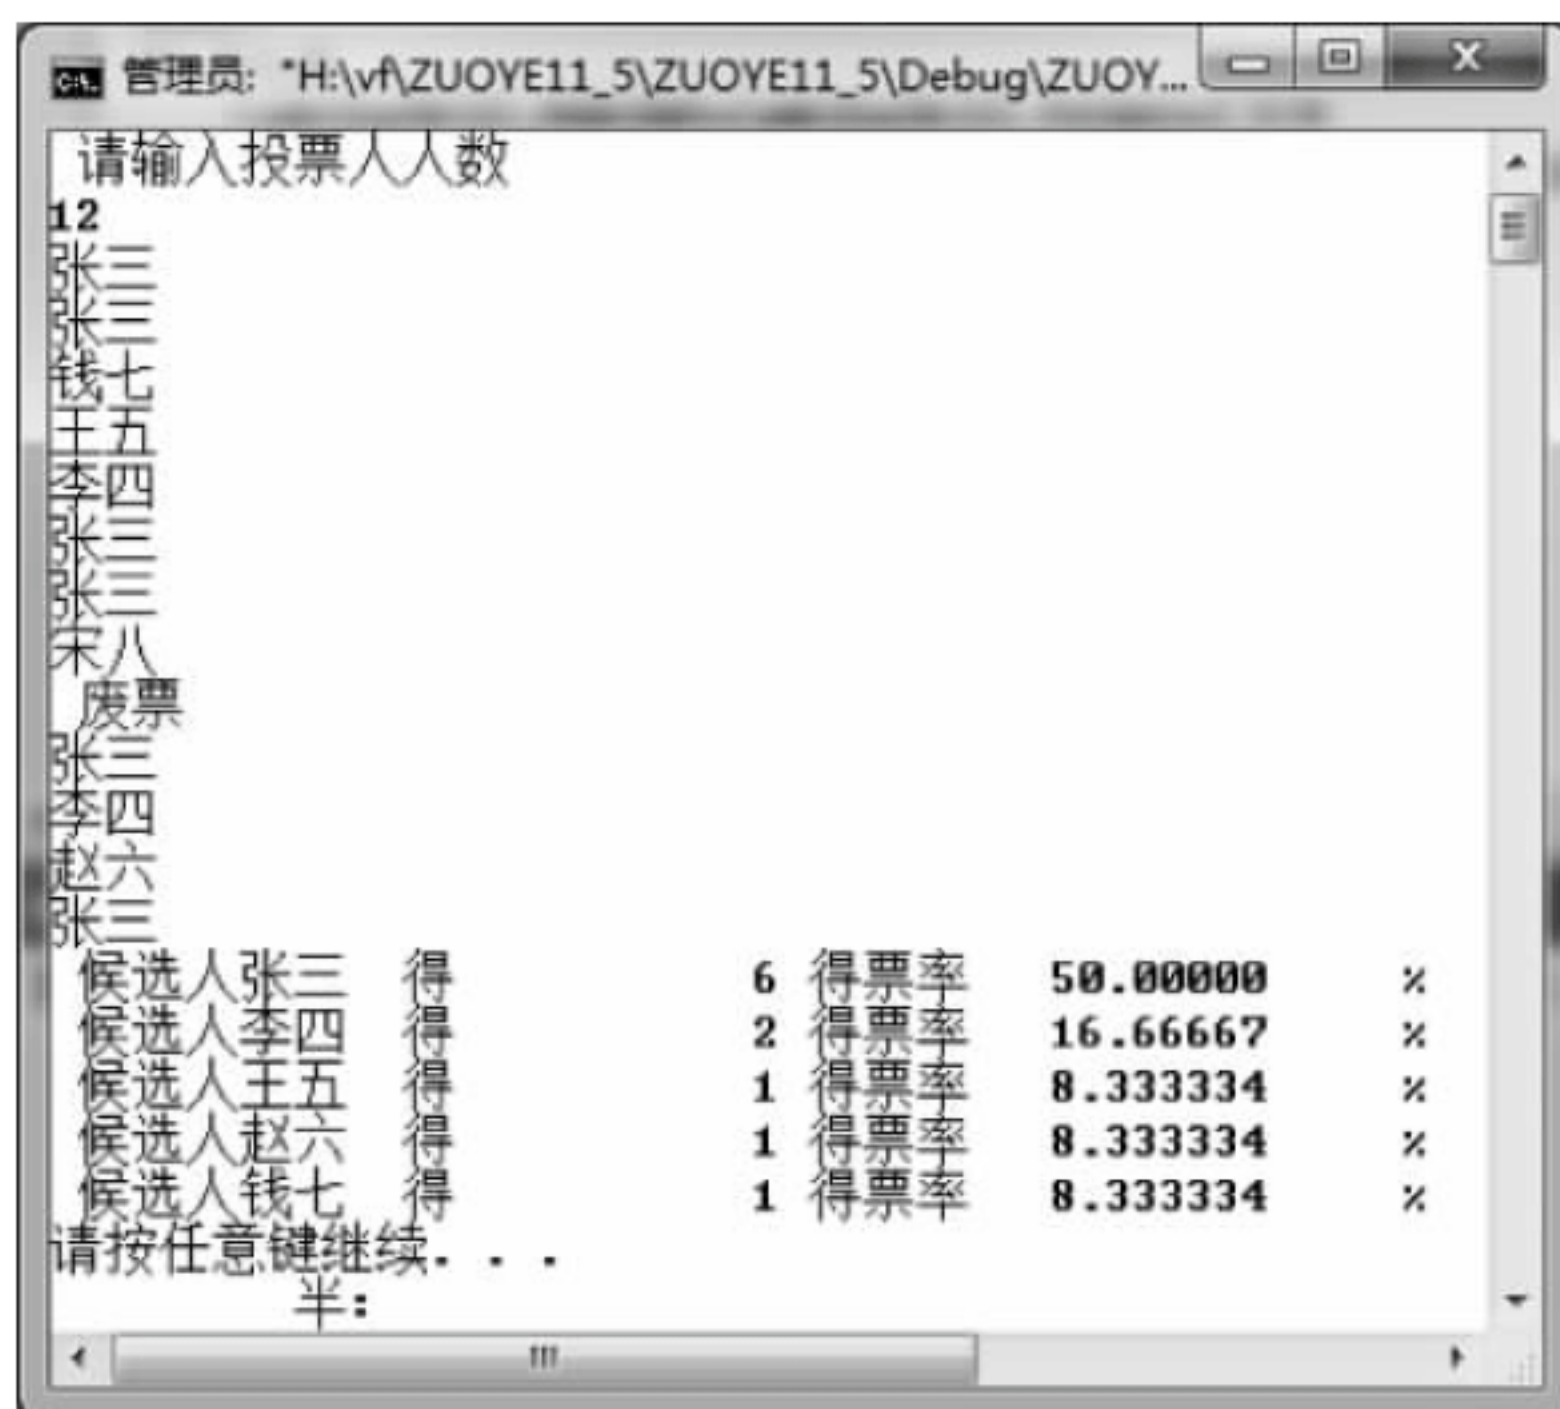 管理员: "H:\vf\ZUOYE11_5\ZUOYE11_5\Debug\ZUOY...
请输入投票人人数
12
张三
张三
钱七
王五
李四
张三
张三
宋八
废票
张三
李四
赵六
张三
候选人张三 得 6 得票率 50.00000 %
候选人李四 得 2 得票率 16.66667 %
候选人王五 得 1 得票率 8.333334 %
候选人赵六 得 1 得票率 8.333334 %
候选人钱七 得 1 得票率 8.333334 %
请按任意键继续. . .
半: